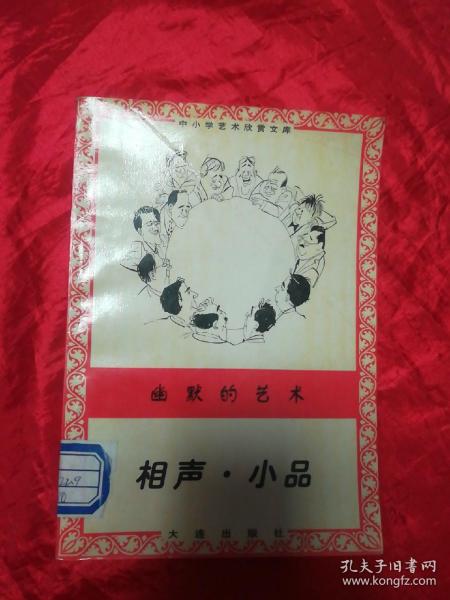 中小学艺术欣赏文库
幽默的艺术
相声·小品
大连出版社
孔夫子旧书网
www.kongfz.com